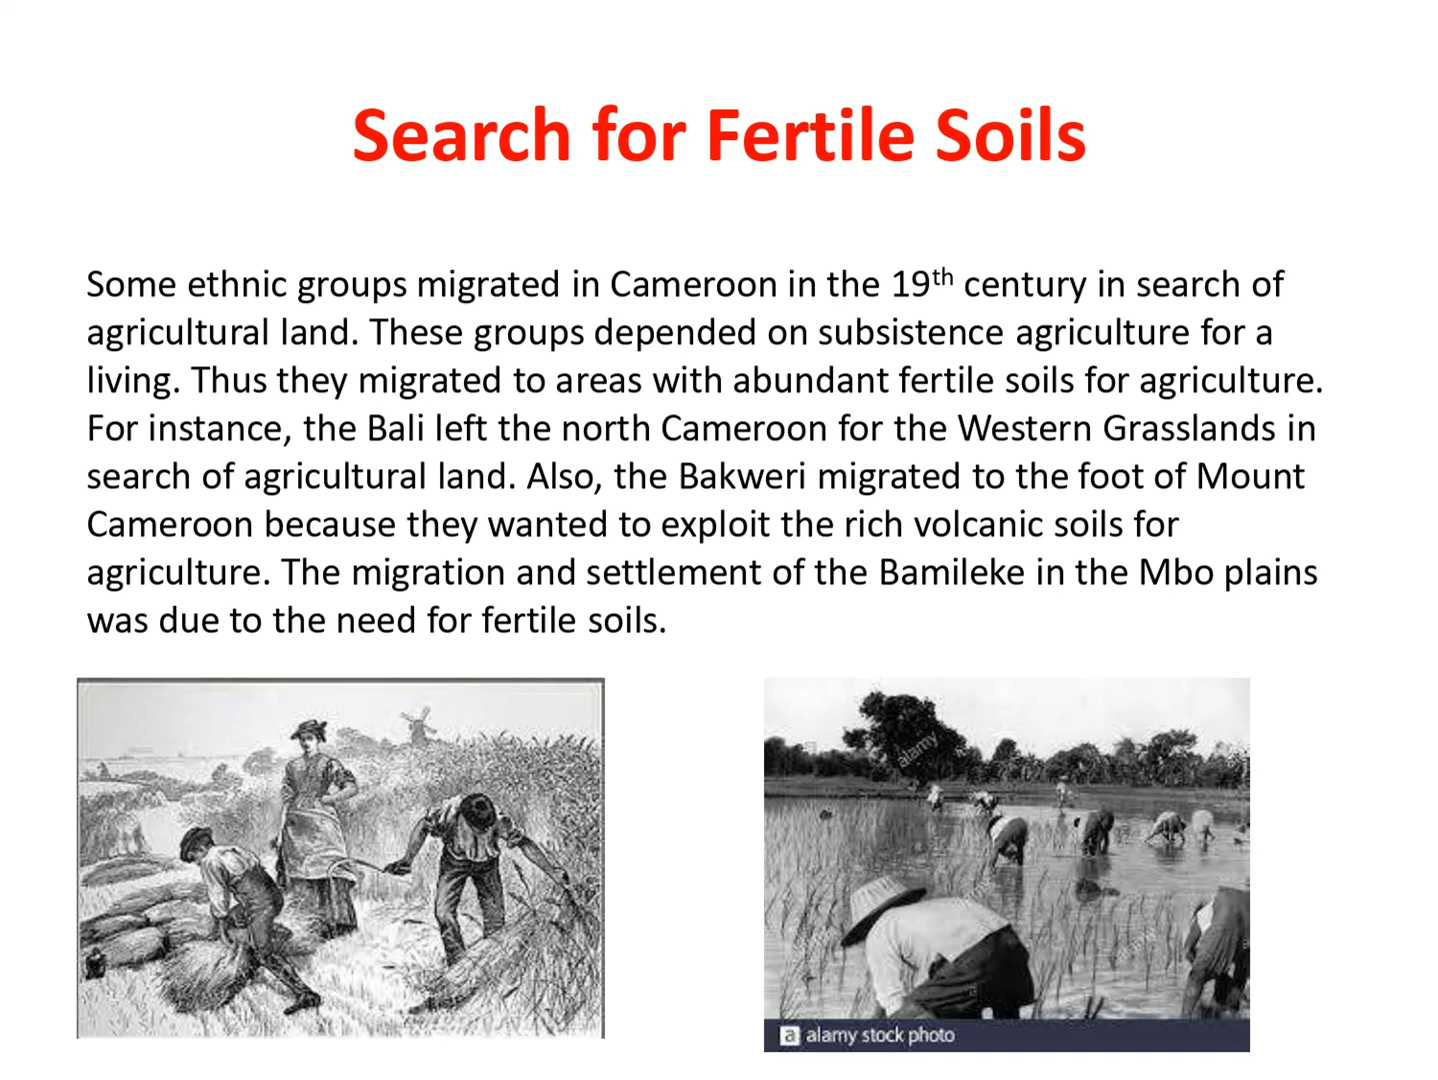 Search for Fertile Soils
Some ethnic groups migrated in Cameroon in the 19th century in search of
agricultural land. These groups depended on subsistence agriculture for a
living. Thus they migrated to areas with abundant fertile soils for agriculture.
For instance, the Bali left the north Cameroon for the Western Grasslands in
search of agricultural land. Also, the Bakweri migrated to the foot of Mount
Cameroon because they wanted to exploit the rich volcanic soils for
agriculture. The migration and settlement of the Bamileke in the Mbo plains
was due to the need for fertile soils.
alamy
a alamy stock photo